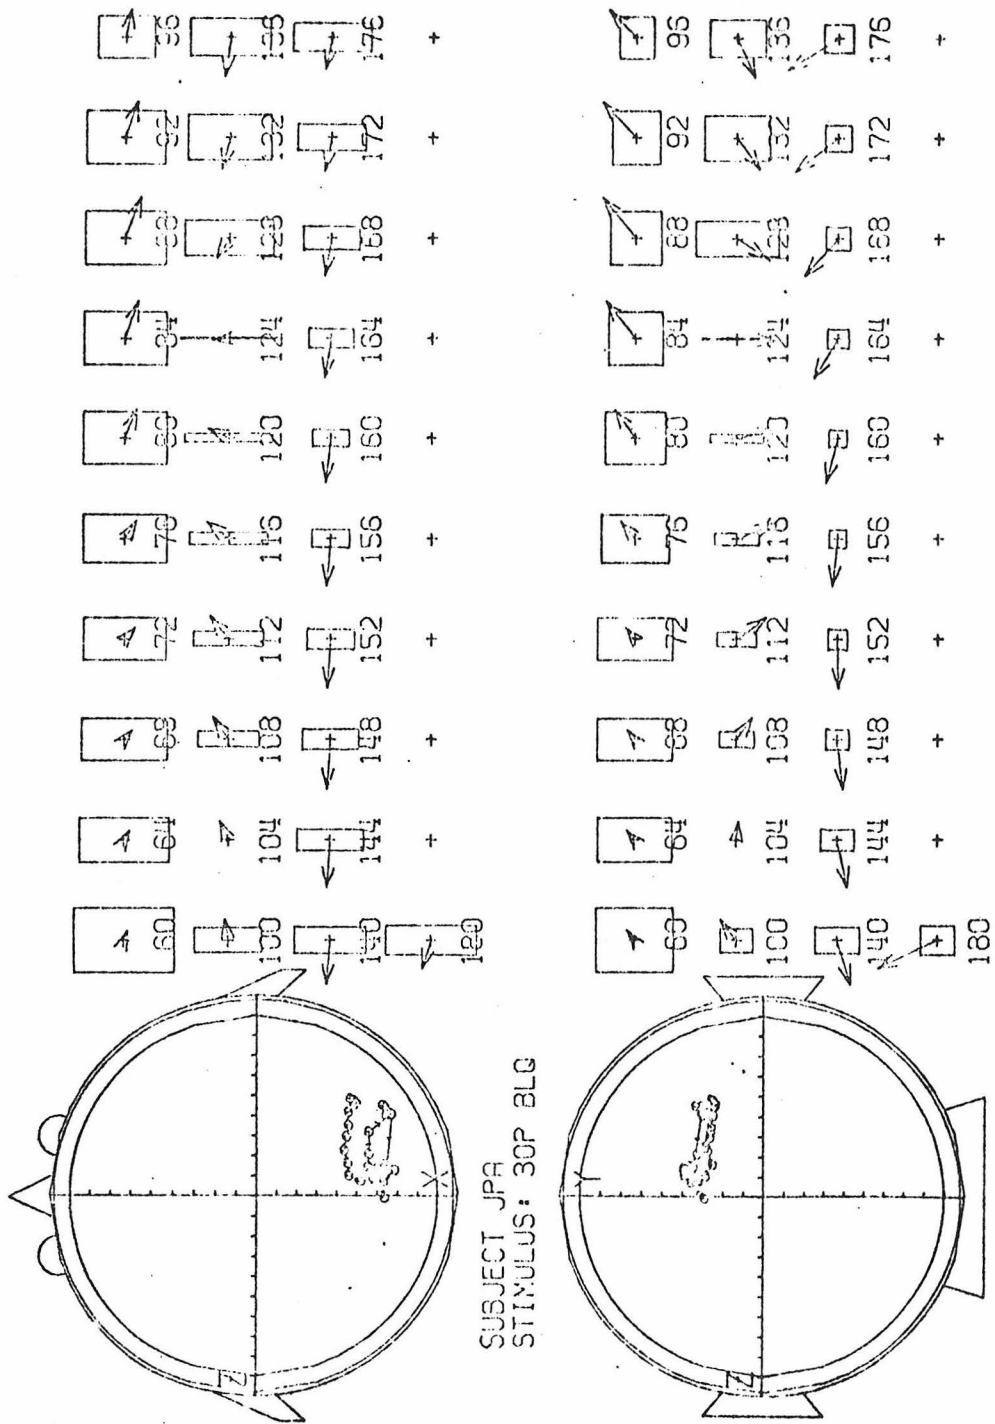 60 64 68 72 76 80 84 88 92 96
100 104 108 112 116 120 124 128 132 136
140 144 148 152 156 160 164 168 172 176
180
Z
X
SUBJECT JPA
STIMULUS: 30P BLQ
Y
60 64 68 72 76 80 84 88 92 96
100 104 108 112 116 120 124 128 132 136
140 144 148 152 156 160 164 168 172 176
180
Z